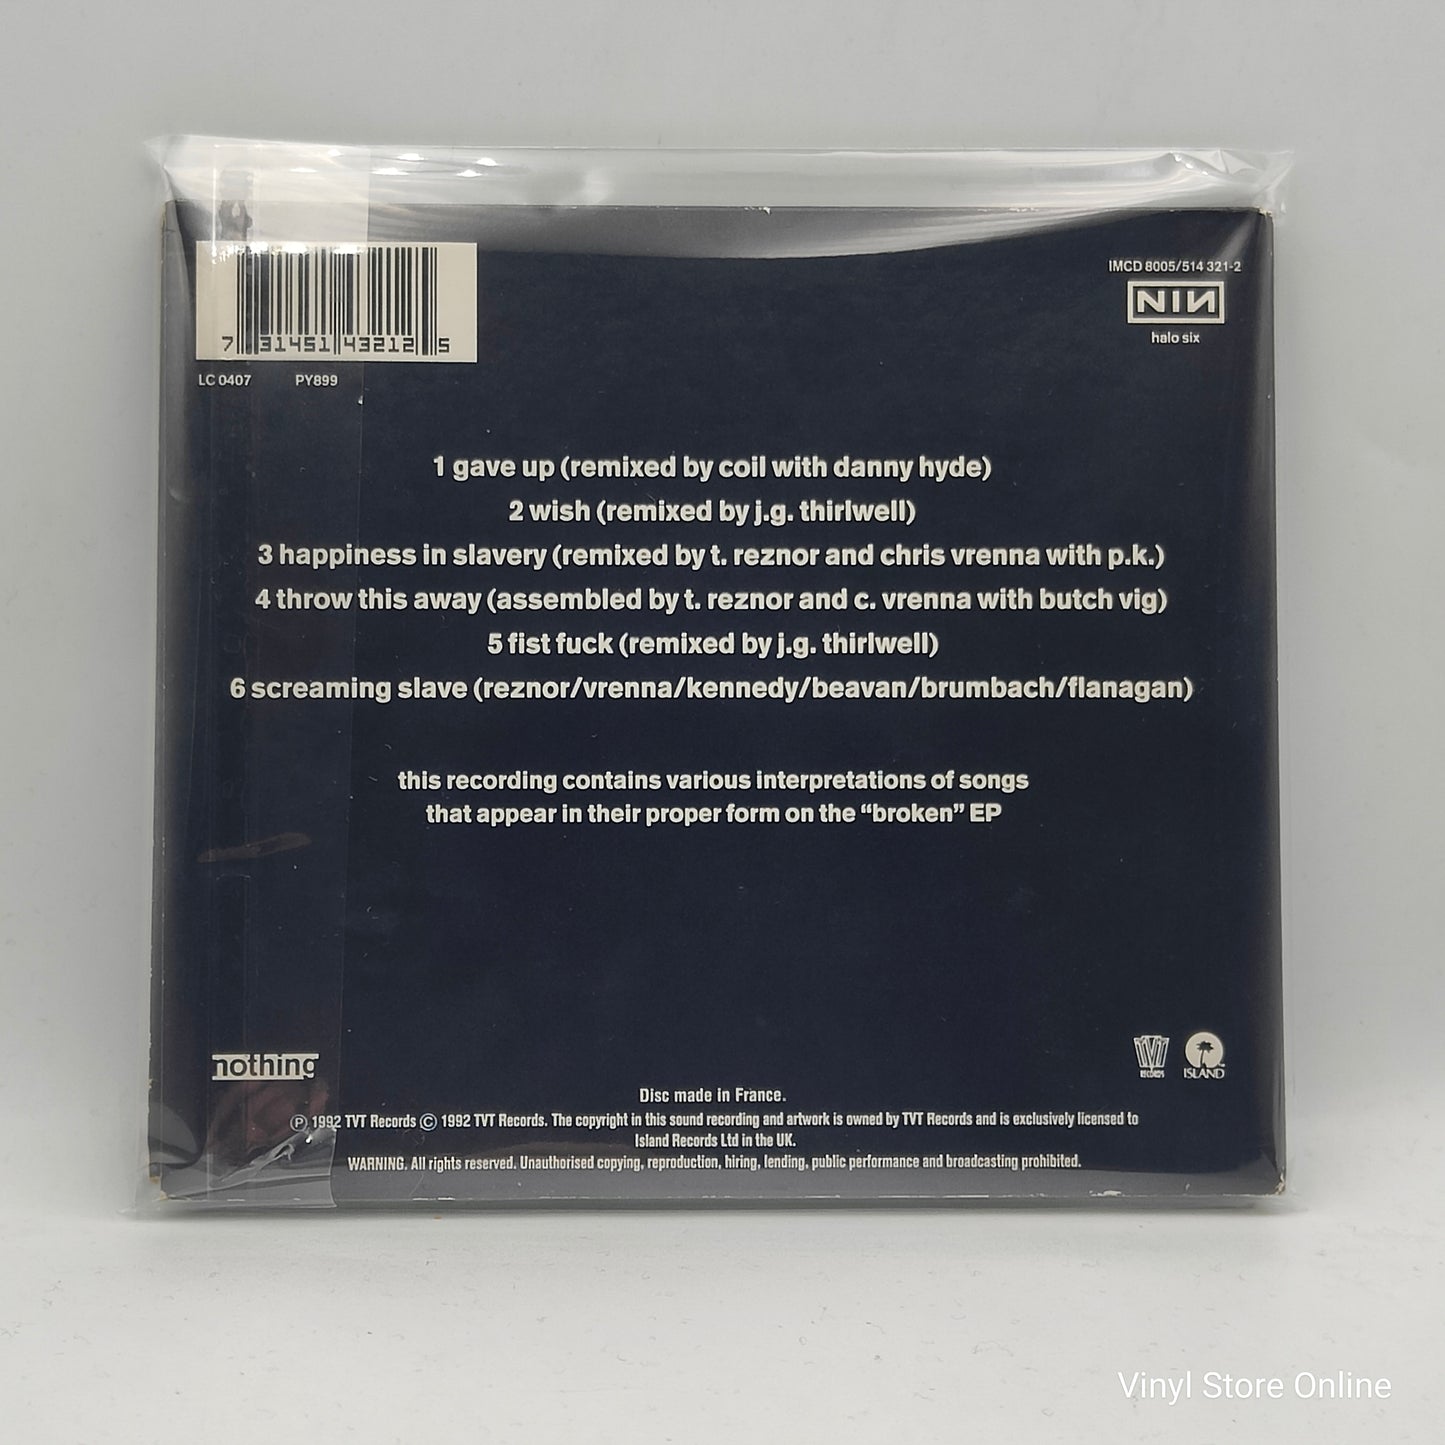 7 31451 43212 5
LC 0407 PY899
IMCD 8005/514 321-2
NIN
halo six
1 gave up (remixed by coil with danny hyde)
2 wish (remixed by j.g. thirlwell)
3 happiness in slavery (remixed by t. reznor and chris vrenna with p.k.)
4 throw this away (assembled by t. reznor and c. vrenna with butch vig)
5 fist fuck (remixed by j.g. thirlwell)
6 screaming slave (reznor/vrenna/kennedy/beavan/brumbach/flanagan)
this recording contains various interpretations of songs
that appear in their proper form on the “broken” EP
nothing
TVT RECORDS
ISLAND
Disc made in France.
Ⓟ 1992 TVT Records © 1992 TVT Records. The copyright in this sound recording and artwork is owned by TVT Records and is exclusively licensed to
Island Records Ltd in the UK.
WARNING. All rights reserved. Unauthorised copying, reproduction, hiring, lending, public performance and broadcasting prohibited.
Vinyl Store Online